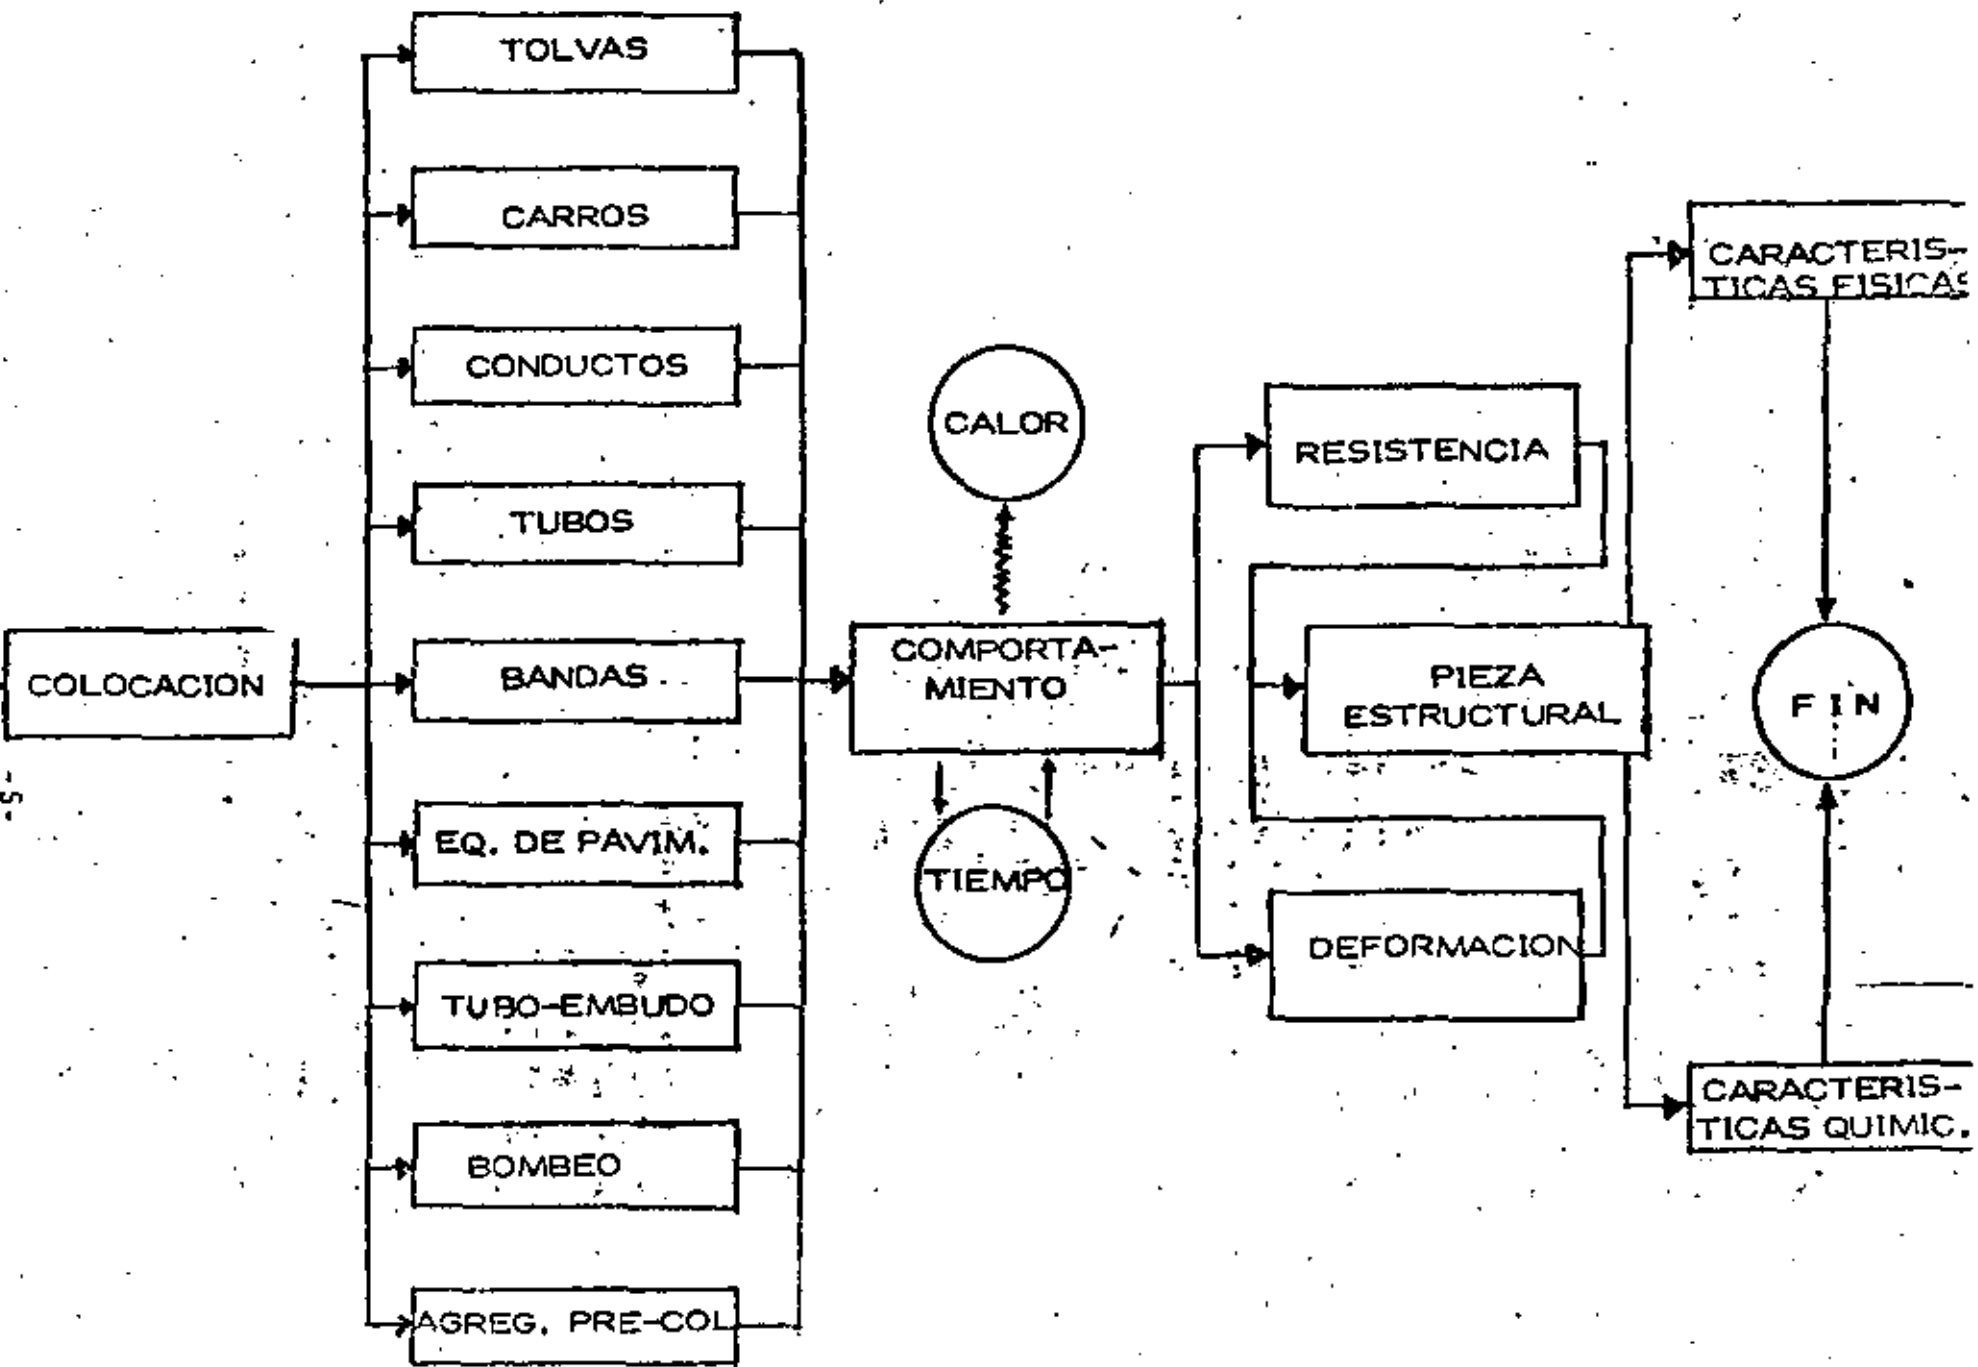 COLOCACION
-5-
TOLVAS
CARROS
CONDUCTOS
TUBOS
BANDAS
EQ. DE PAVIM.
TUBO-EMBUDO
BOMBEO
AGREG. PRE-COL
CALOR
COMPORTA-
MIENTO
TIEMPO
RESISTENCIA
PIEZA
ESTRUCTURAL
DEFORMACION
CARACTERIS-
TICAS FISICAS
FIN
CARACTERIS-
TICAS QUIMIC.